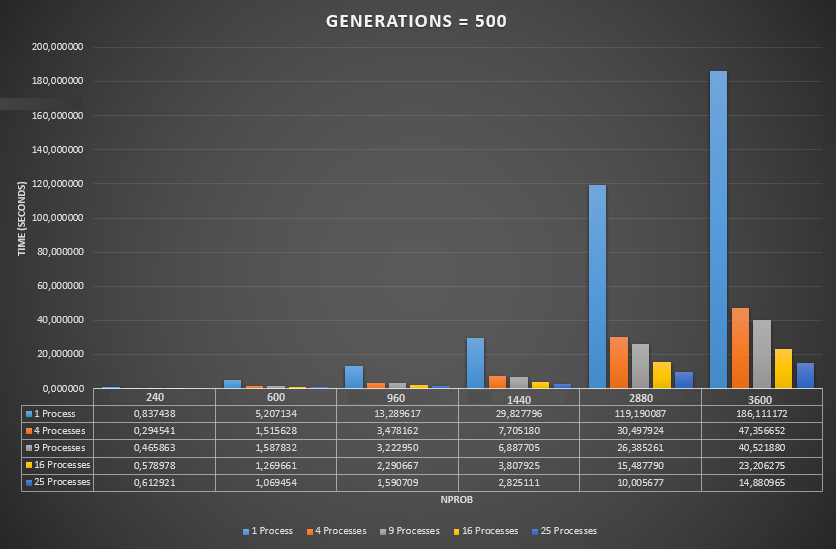 GENERATIONS = 500
200,000000
180,000000
160,000000
140,000000
120,000000
100,000000
80,000000
60,000000
40,000000
20,000000
0,000000
TIME (SECONDS)
240 600 960 1440 2880 3600
1 Process 0,837438 5,207134 13,289617 29,827796 119,190087 186,111172
4 Processes 0,294541 1,515628 3,478162 7,705180 30,497924 47,356652
9 Processes 0,465863 1,587832 3,222950 6,887705 26,385261 40,521880
16 Processes 0,578978 1,269661 2,290667 3,807925 15,487790 23,206275
25 Processes 0,612921 1,069454 1,590709 2,825111 10,005677 14,880965
NPROB
1 Process 4 Processes 9 Processes 16 Processes 25 Processes